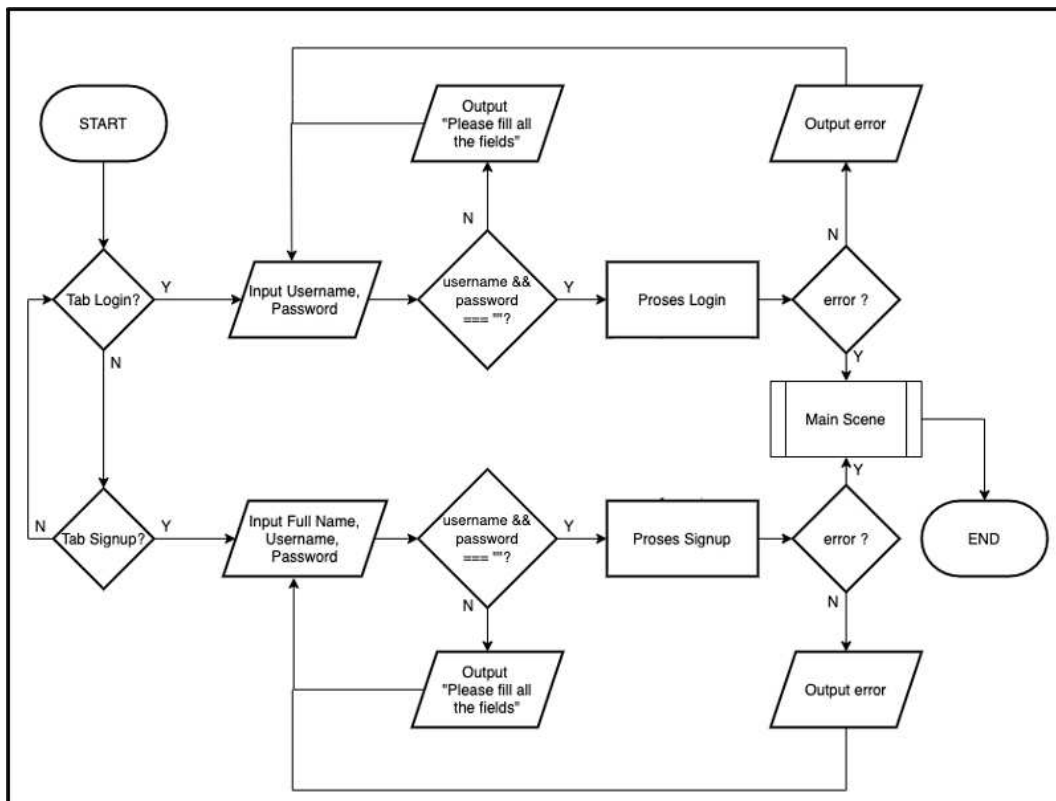 START
Output
"Please fill all
the fields"
Output error
N
N
Tab Login?
Y
Input Username,
Password
username &&
password
=== ""?
Y
Proses Login
error ?
N
Y
Main Scene
Y
N
Tab Signup?
Y
Input Full Name,
Username,
Password
username &&
password
=== ""?
Y
Proses Signup
error ?
END
N
N
Output
"Please fill all
the fields"
Output error